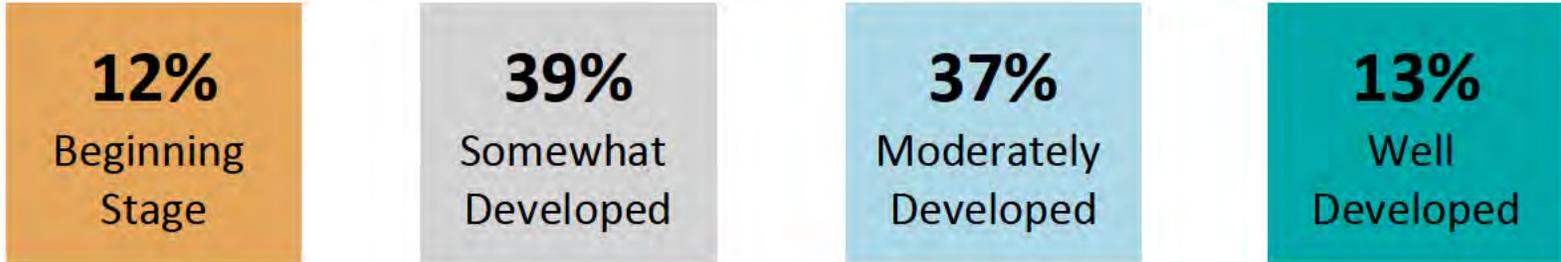 12%
Beginning
Stage
39%
Somewhat
Developed
37%
Moderately
Developed
13%
Well
Developed